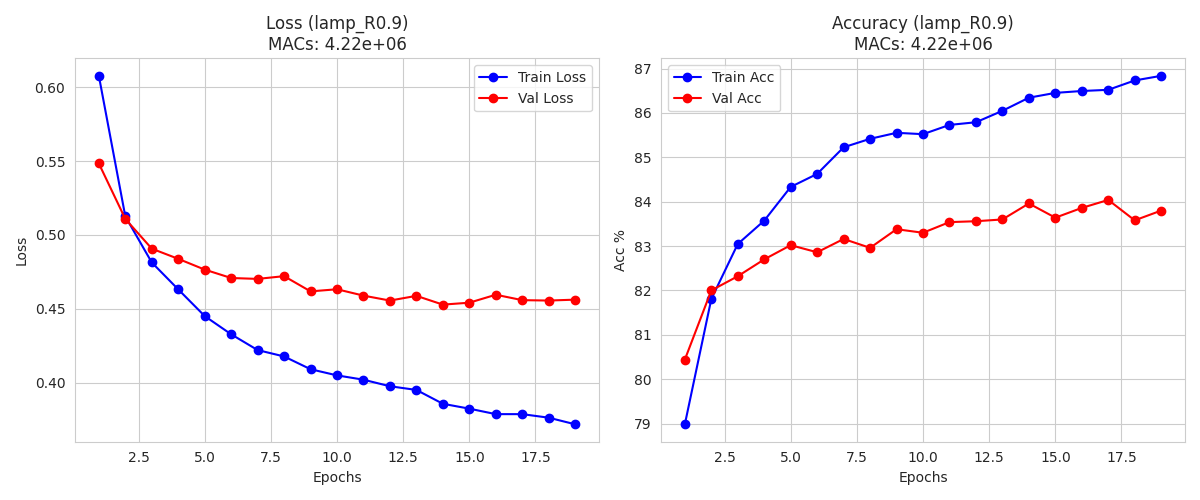 Loss (lamp_R0.9)
MACs: 4.22e+06
Train Loss
Val Loss
0.60
0.55
0.50
0.45
0.40
Loss
2.5 5.0 7.5 10.0 12.5 15.0 17.5
Epochs
Accuracy (lamp_R0.9)
MACs: 4.22e+06
Train Acc
Val Acc
87
86
85
84
83
82
81
80
79
Acc %
2.5 5.0 7.5 10.0 12.5 15.0 17.5
Epochs